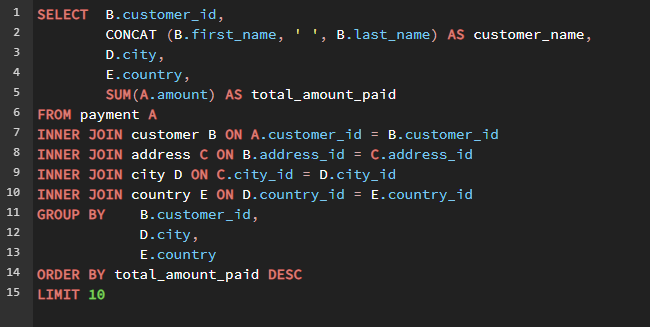 1 SELECT  B.customer_id,
2         CONCAT (B.first_name, ' ', B.last_name) AS customer_name,
3         D.city,
4         E.country,
5         SUM(A.amount) AS total_amount_paid
6 FROM payment A
7 INNER JOIN customer B ON A.customer_id = B.customer_id
8 INNER JOIN address C ON B.address_id = C.address_id
9 INNER JOIN city D ON C.city_id = D.city_id
10 INNER JOIN country E ON D.country_id = E.country_id
11 GROUP BY    B.customer_id,
12             D.city,
13             E.country
14 ORDER BY total_amount_paid DESC
15 LIMIT 10